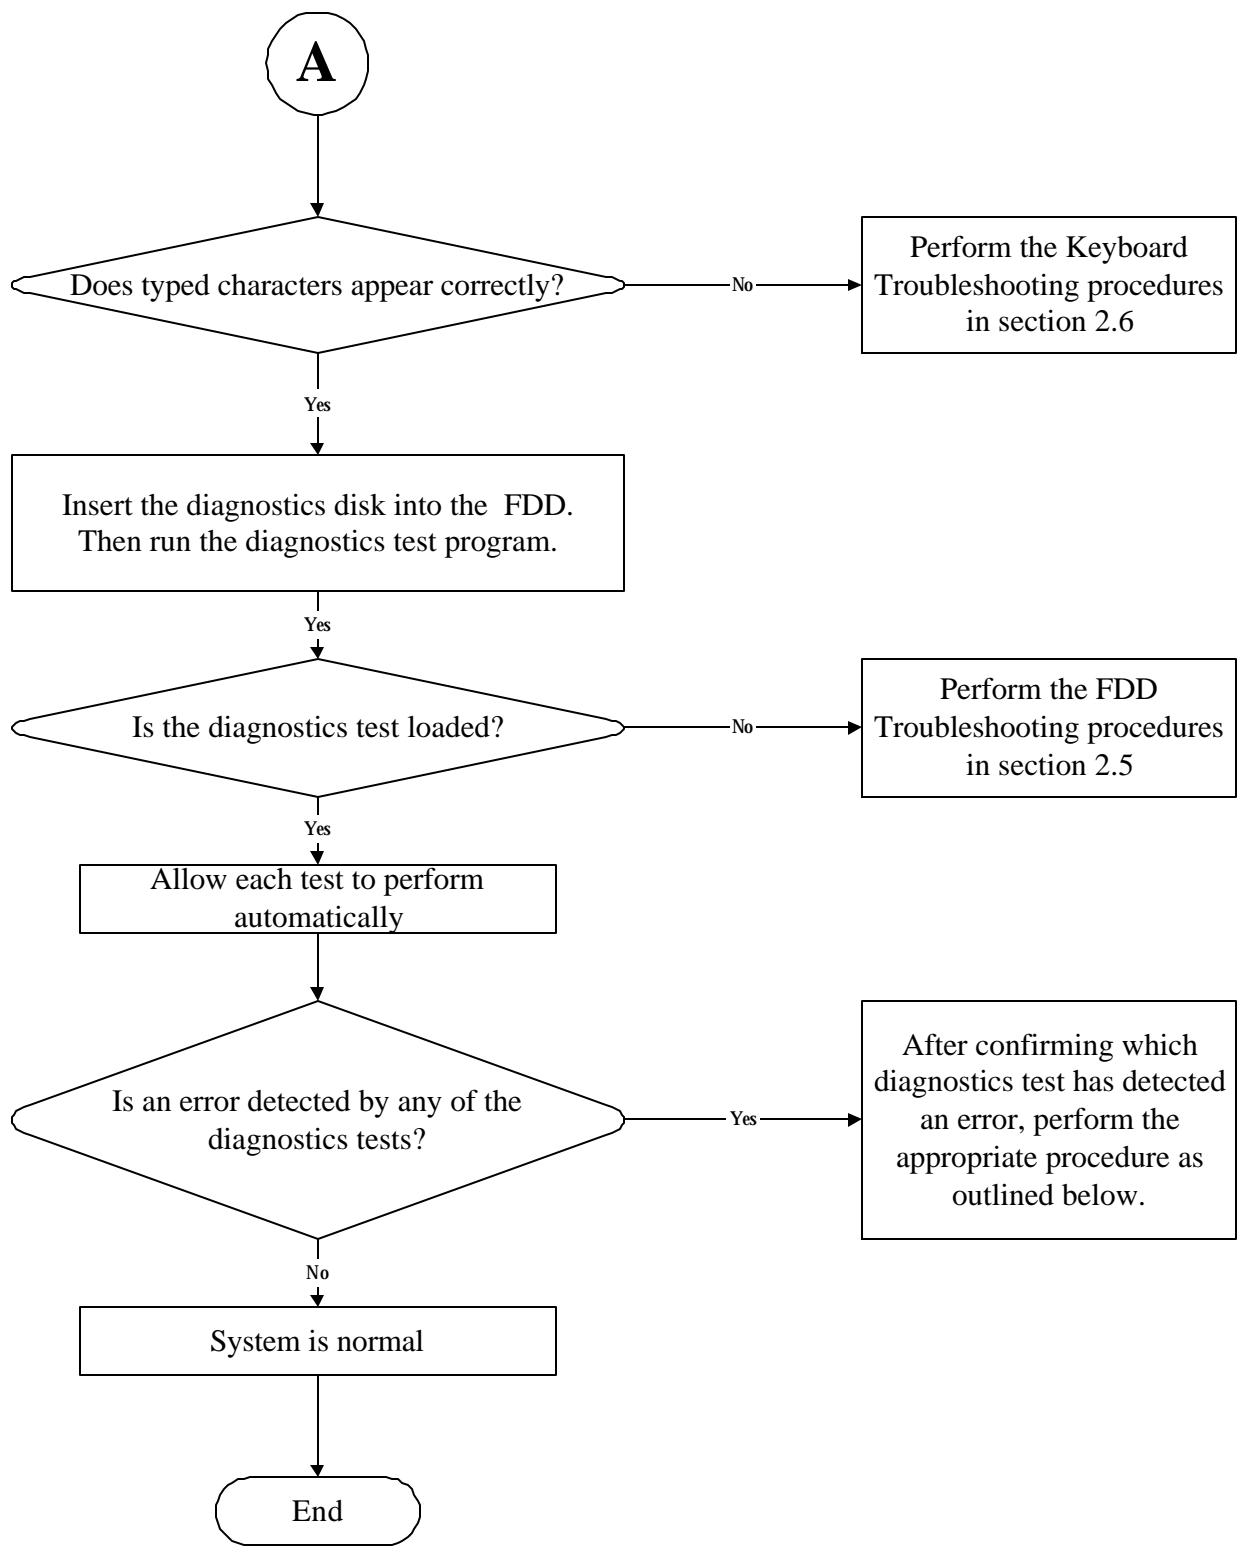 A
Does typed characters appear correctly?
No
Perform the Keyboard
Troubleshooting procedures
in section 2.6
Yes
Insert the diagnostics disk into the  FDD.
Then run the diagnostics test program.
Yes
Is the diagnostics test loaded?
No
Perform the FDD
Troubleshooting procedures
in section 2.5
Yes
Allow each test to perform
automatically
Is an error detected by any of the
diagnostics tests?
Yes
After confirming which
diagnostics test has detected
an error, perform the
appropriate procedure as
outlined below.
No
System is normal
End